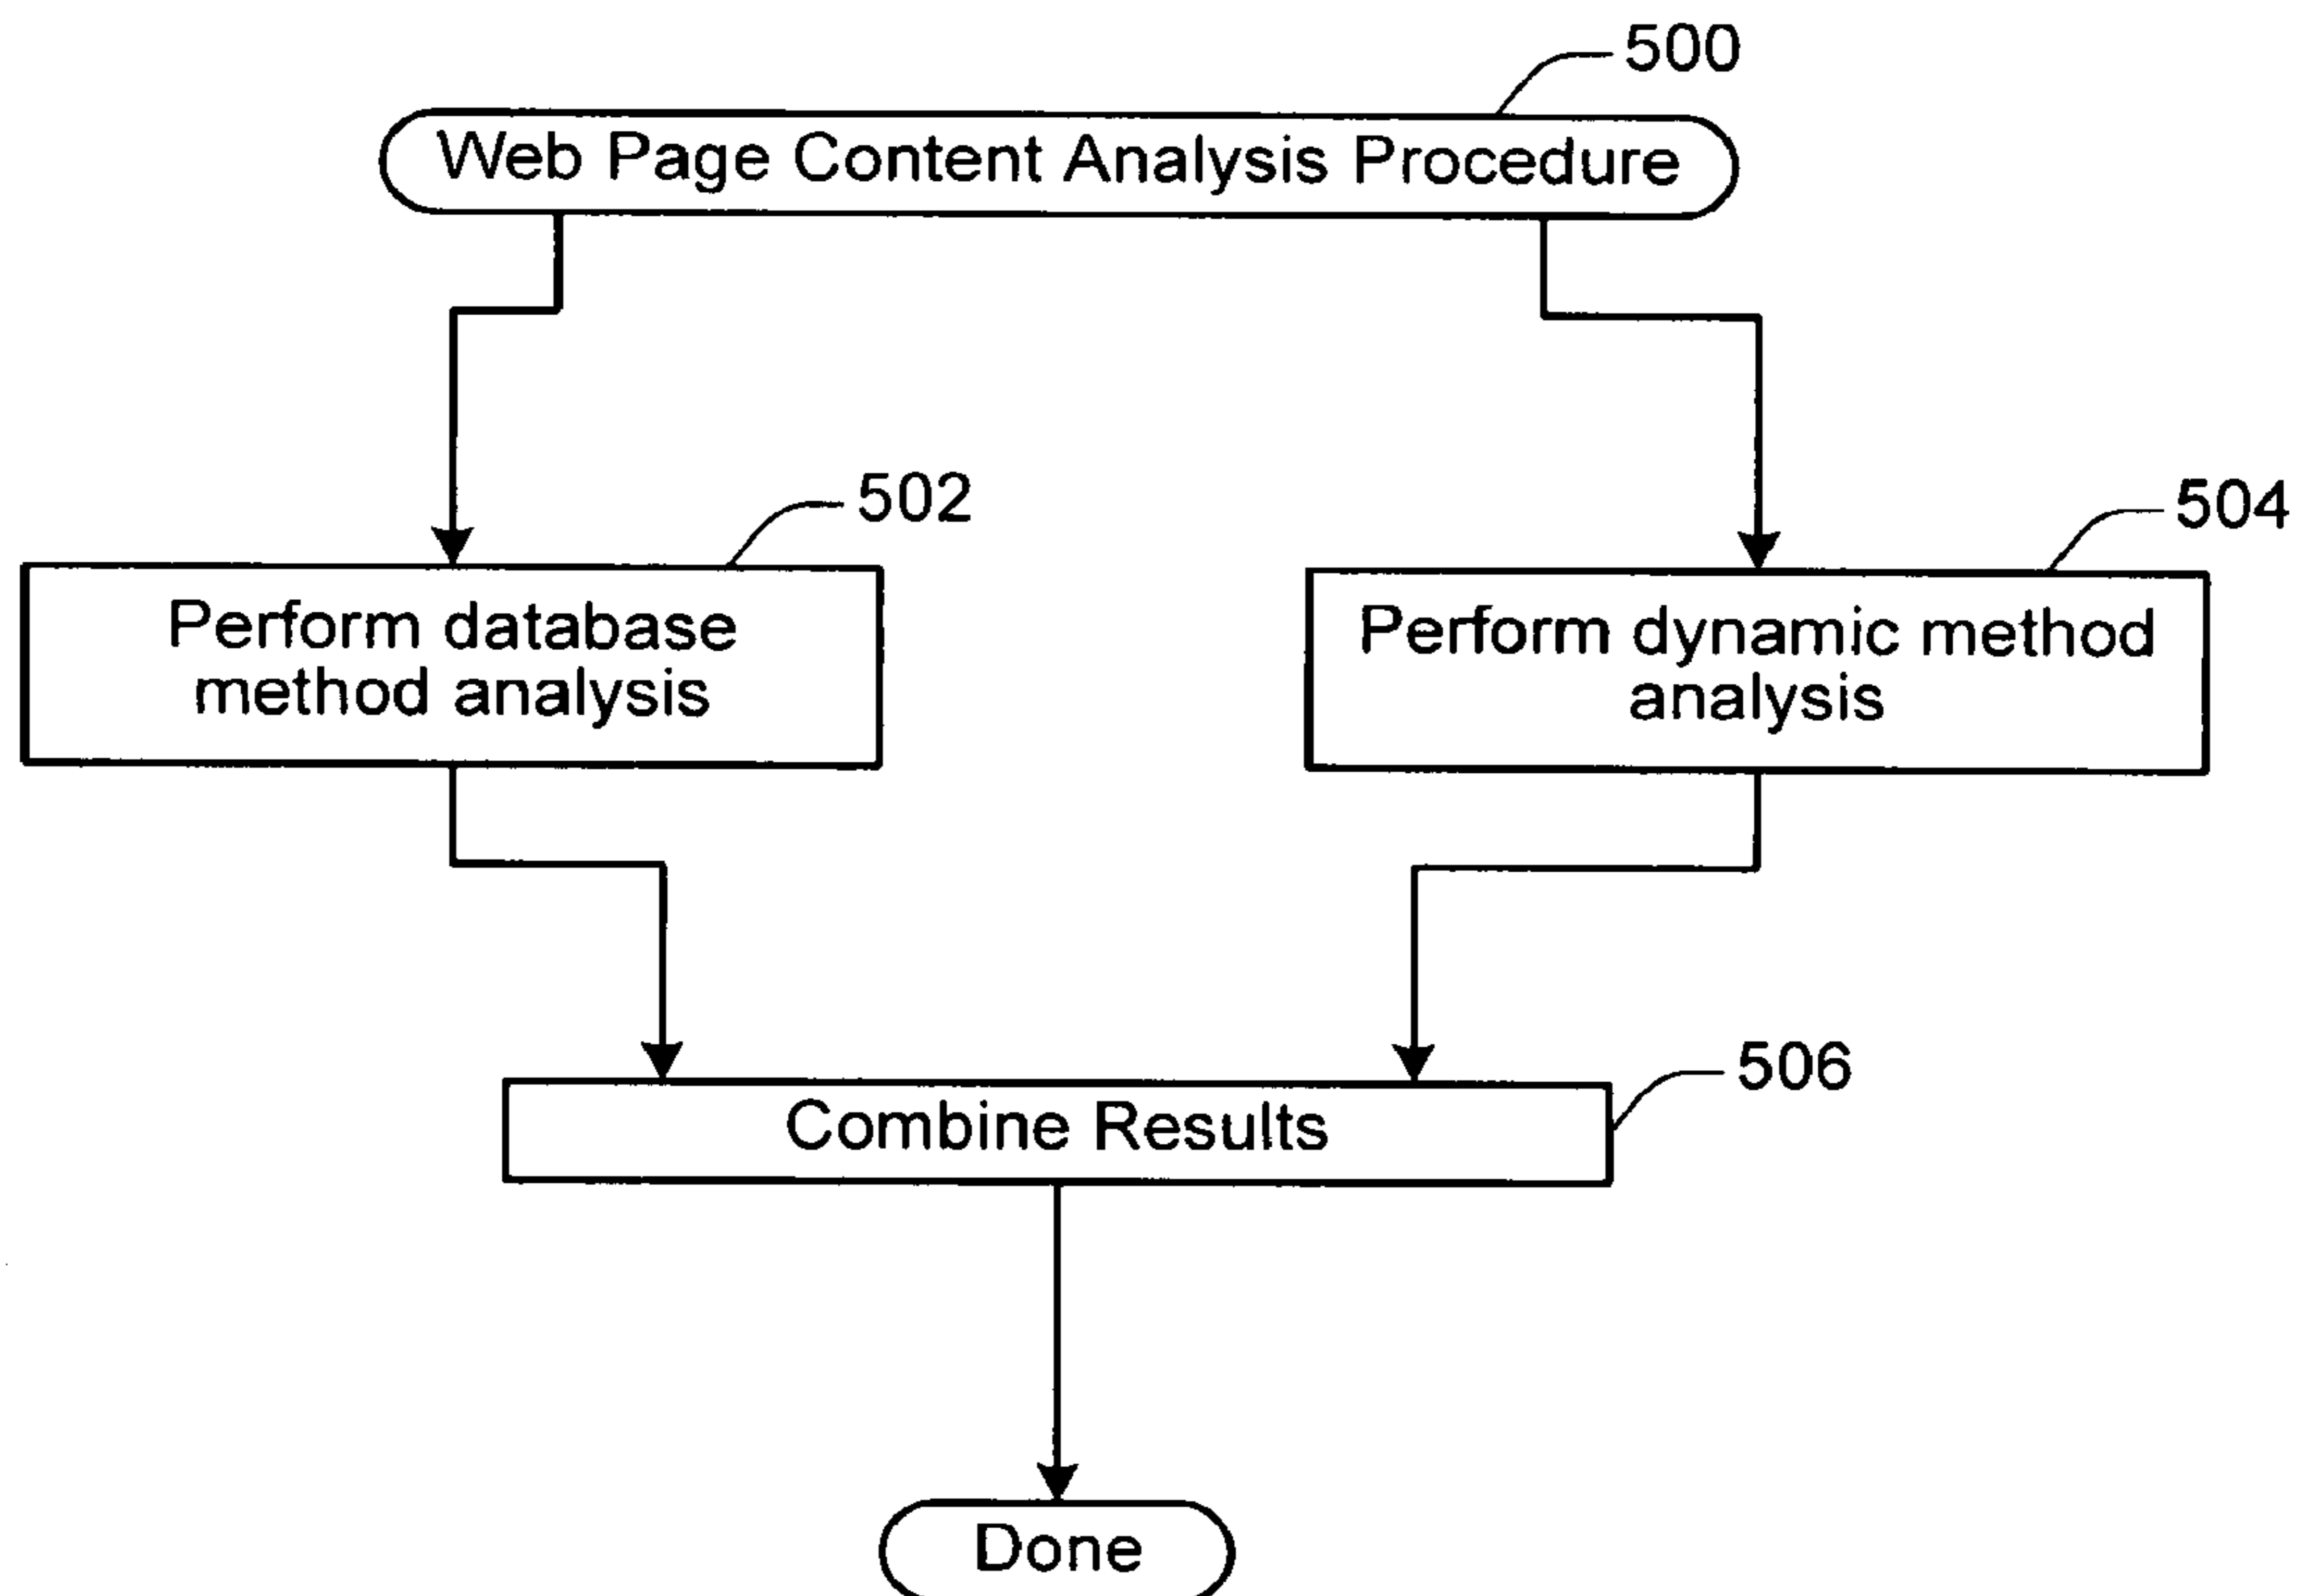 500
Web Page Content Analysis Procedure
502
504
Perform database
method analysis
Perform dynamic method
analysis
506
Combine Results
Done